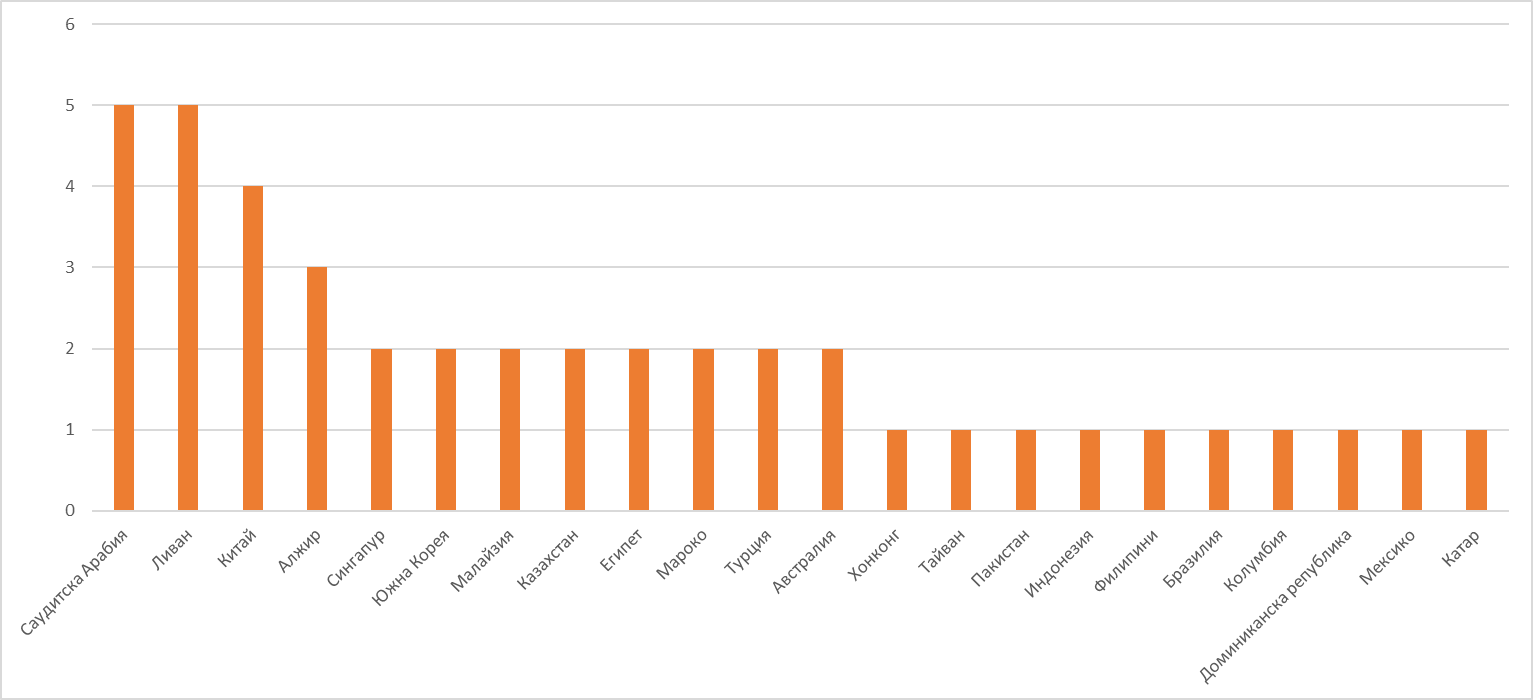 6
5
4
3
2
1
0
Саудитска Арабия
Ливан
Китай
Алжир
Сингапур
Южна Корея
Малайзия
Казахстан
Египет
Мароко
Турция
Австралия
Хонконг
Тайван
Пакистан
Индонезия
Филипини
Бразилия
Колумбия
Доминиканска република
Мексико
Катар